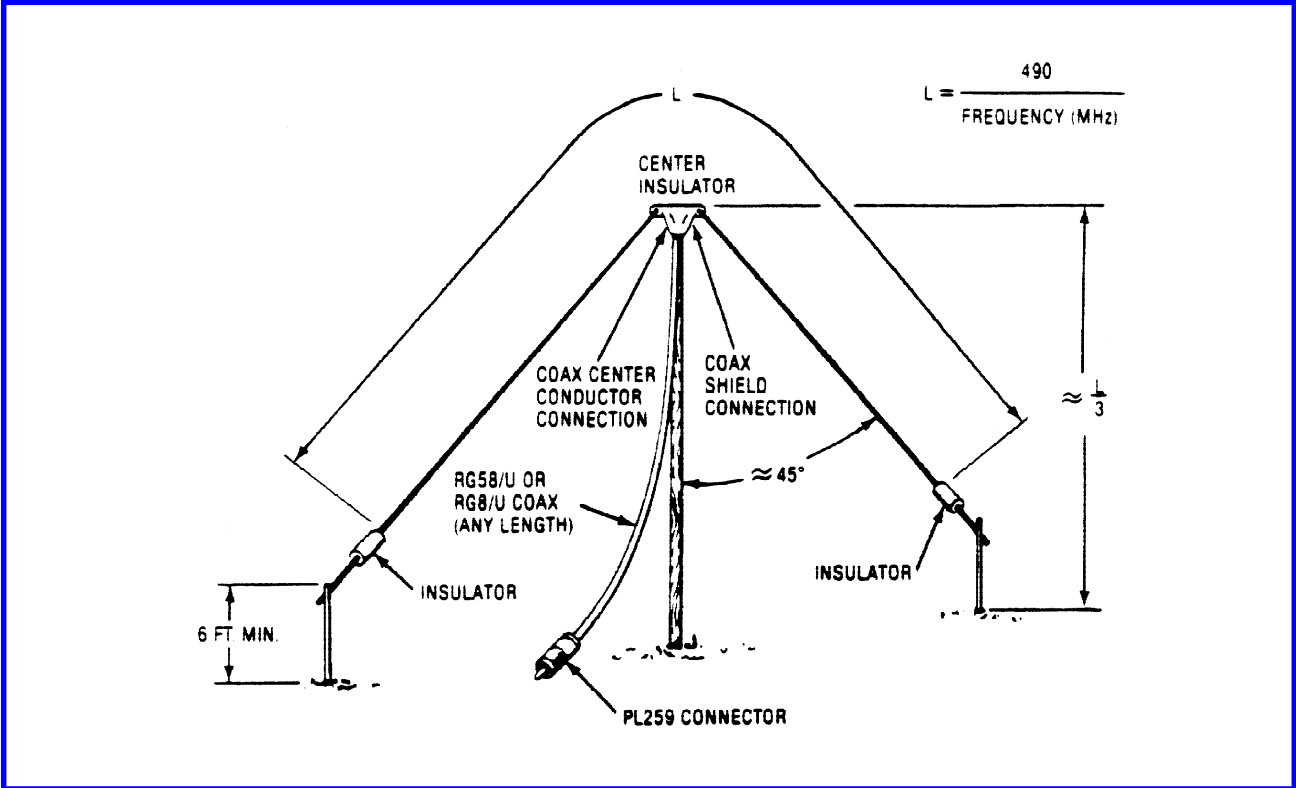 L
490
L = 
FREQUENCY (MHz)
CENTER
INSULATOR
COAX CENTER
CONDUCTOR
CONNECTION
COAX
SHIELD
CONNECTION
≈ L
3
≈ 45°
RG58/U OR
RG8/U COAX
(ANY LENGTH)
INSULATOR
INSULATOR
6 FT. MIN.
PL259 CONNECTOR